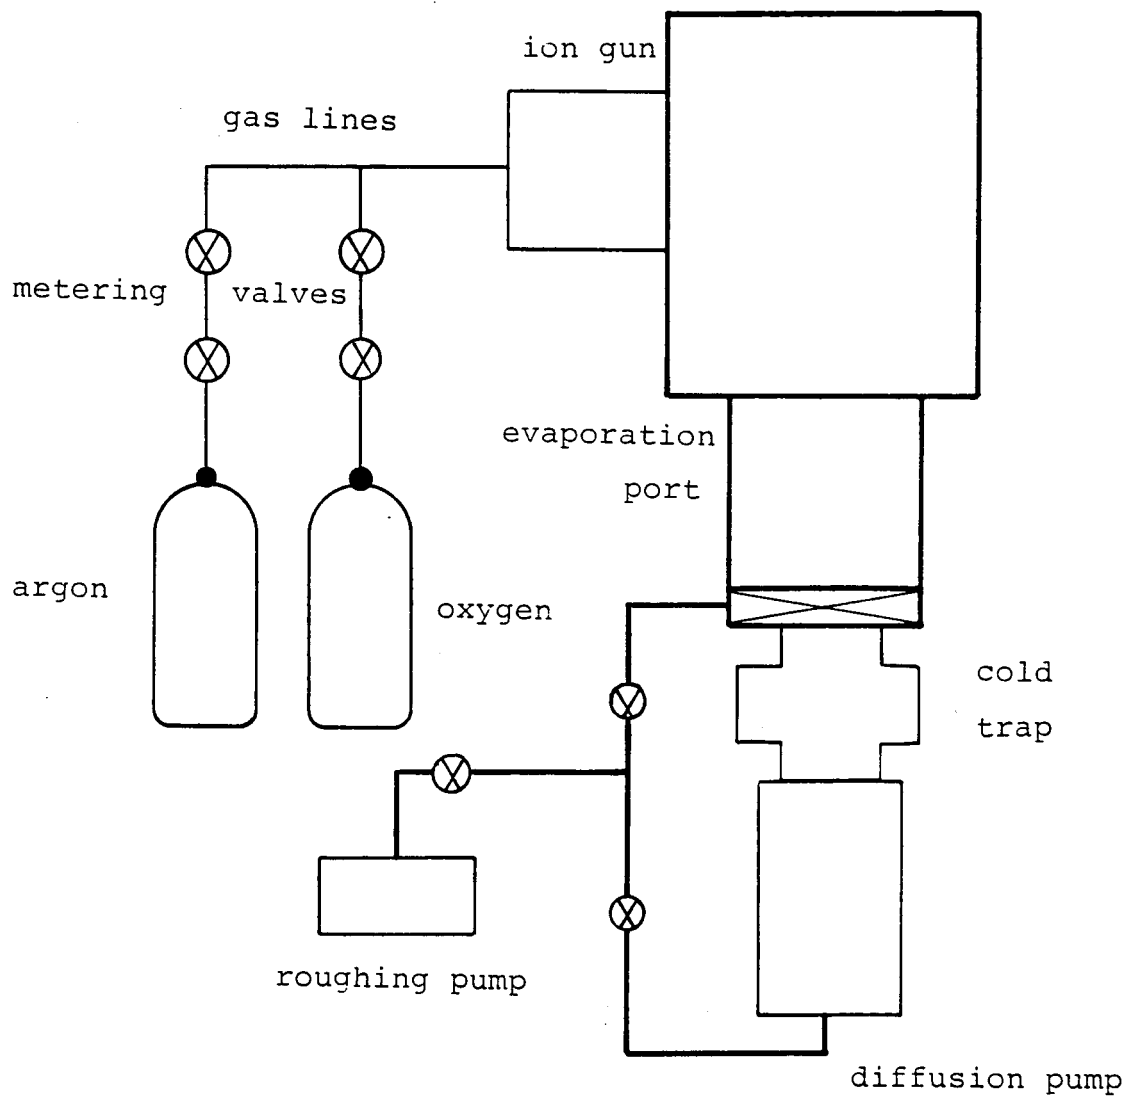 ion gun
gas lines
metering valves
evaporation
port
argon
oxygen
cold
trap
roughing pump
diffusion pump